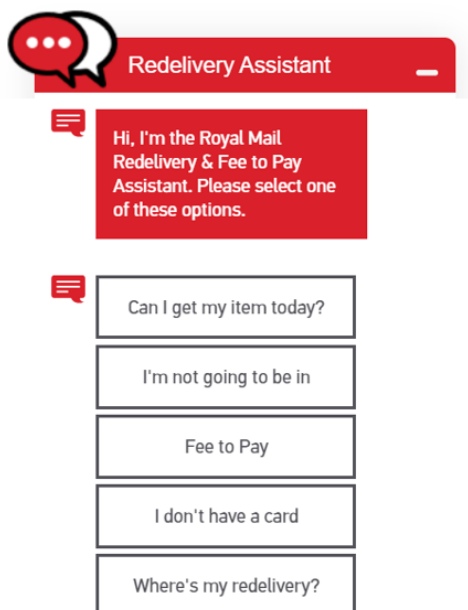 Redelivery Assistant
Hi, I'm the Royal Mail
Redelivery & Fee to Pay
Assistant. Please select one
of these options.
Can I get my item today?
I'm not going to be in
Fee to Pay
I don't have a card
Where's my redelivery?